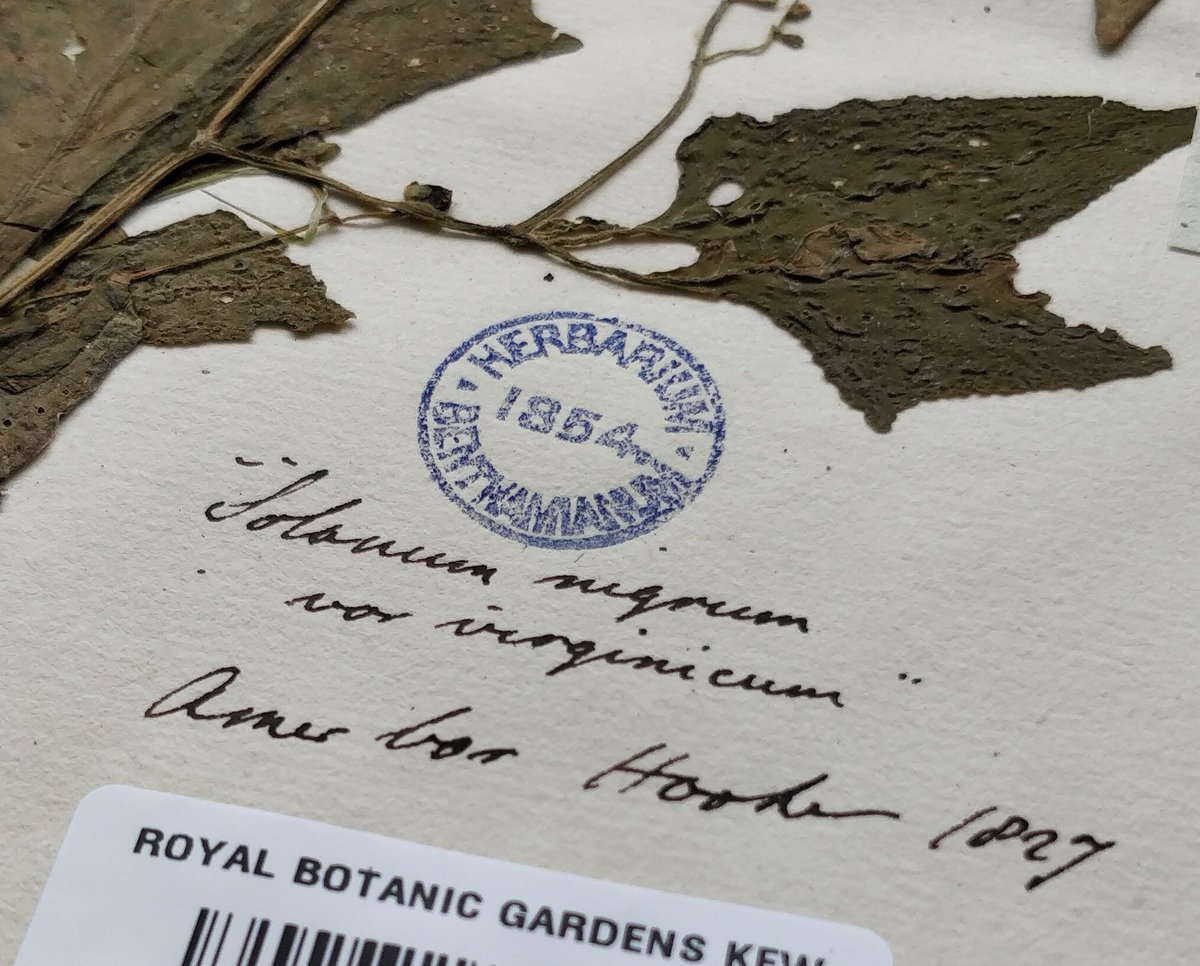 HERBARIUM
1854
BENTHAMIANUM
"Solanum nigrum
var virginicum"
Amer bor Hooker 1827
ROYAL BOTANIC GARDENS KEW